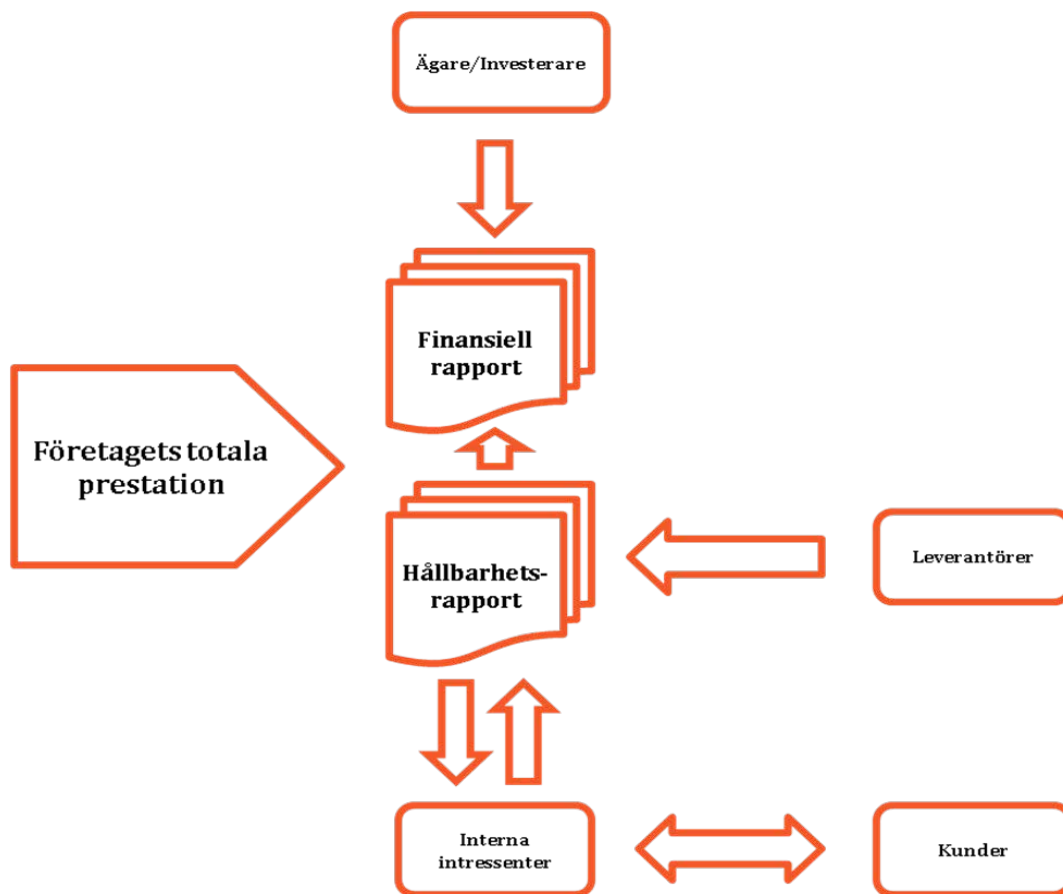 Ägare/Investerare
Finansiell
rapport
Företagets totala
prestation
Hållbarhets-
rapport
Leverantörer
Interna
intressenter
Kunder